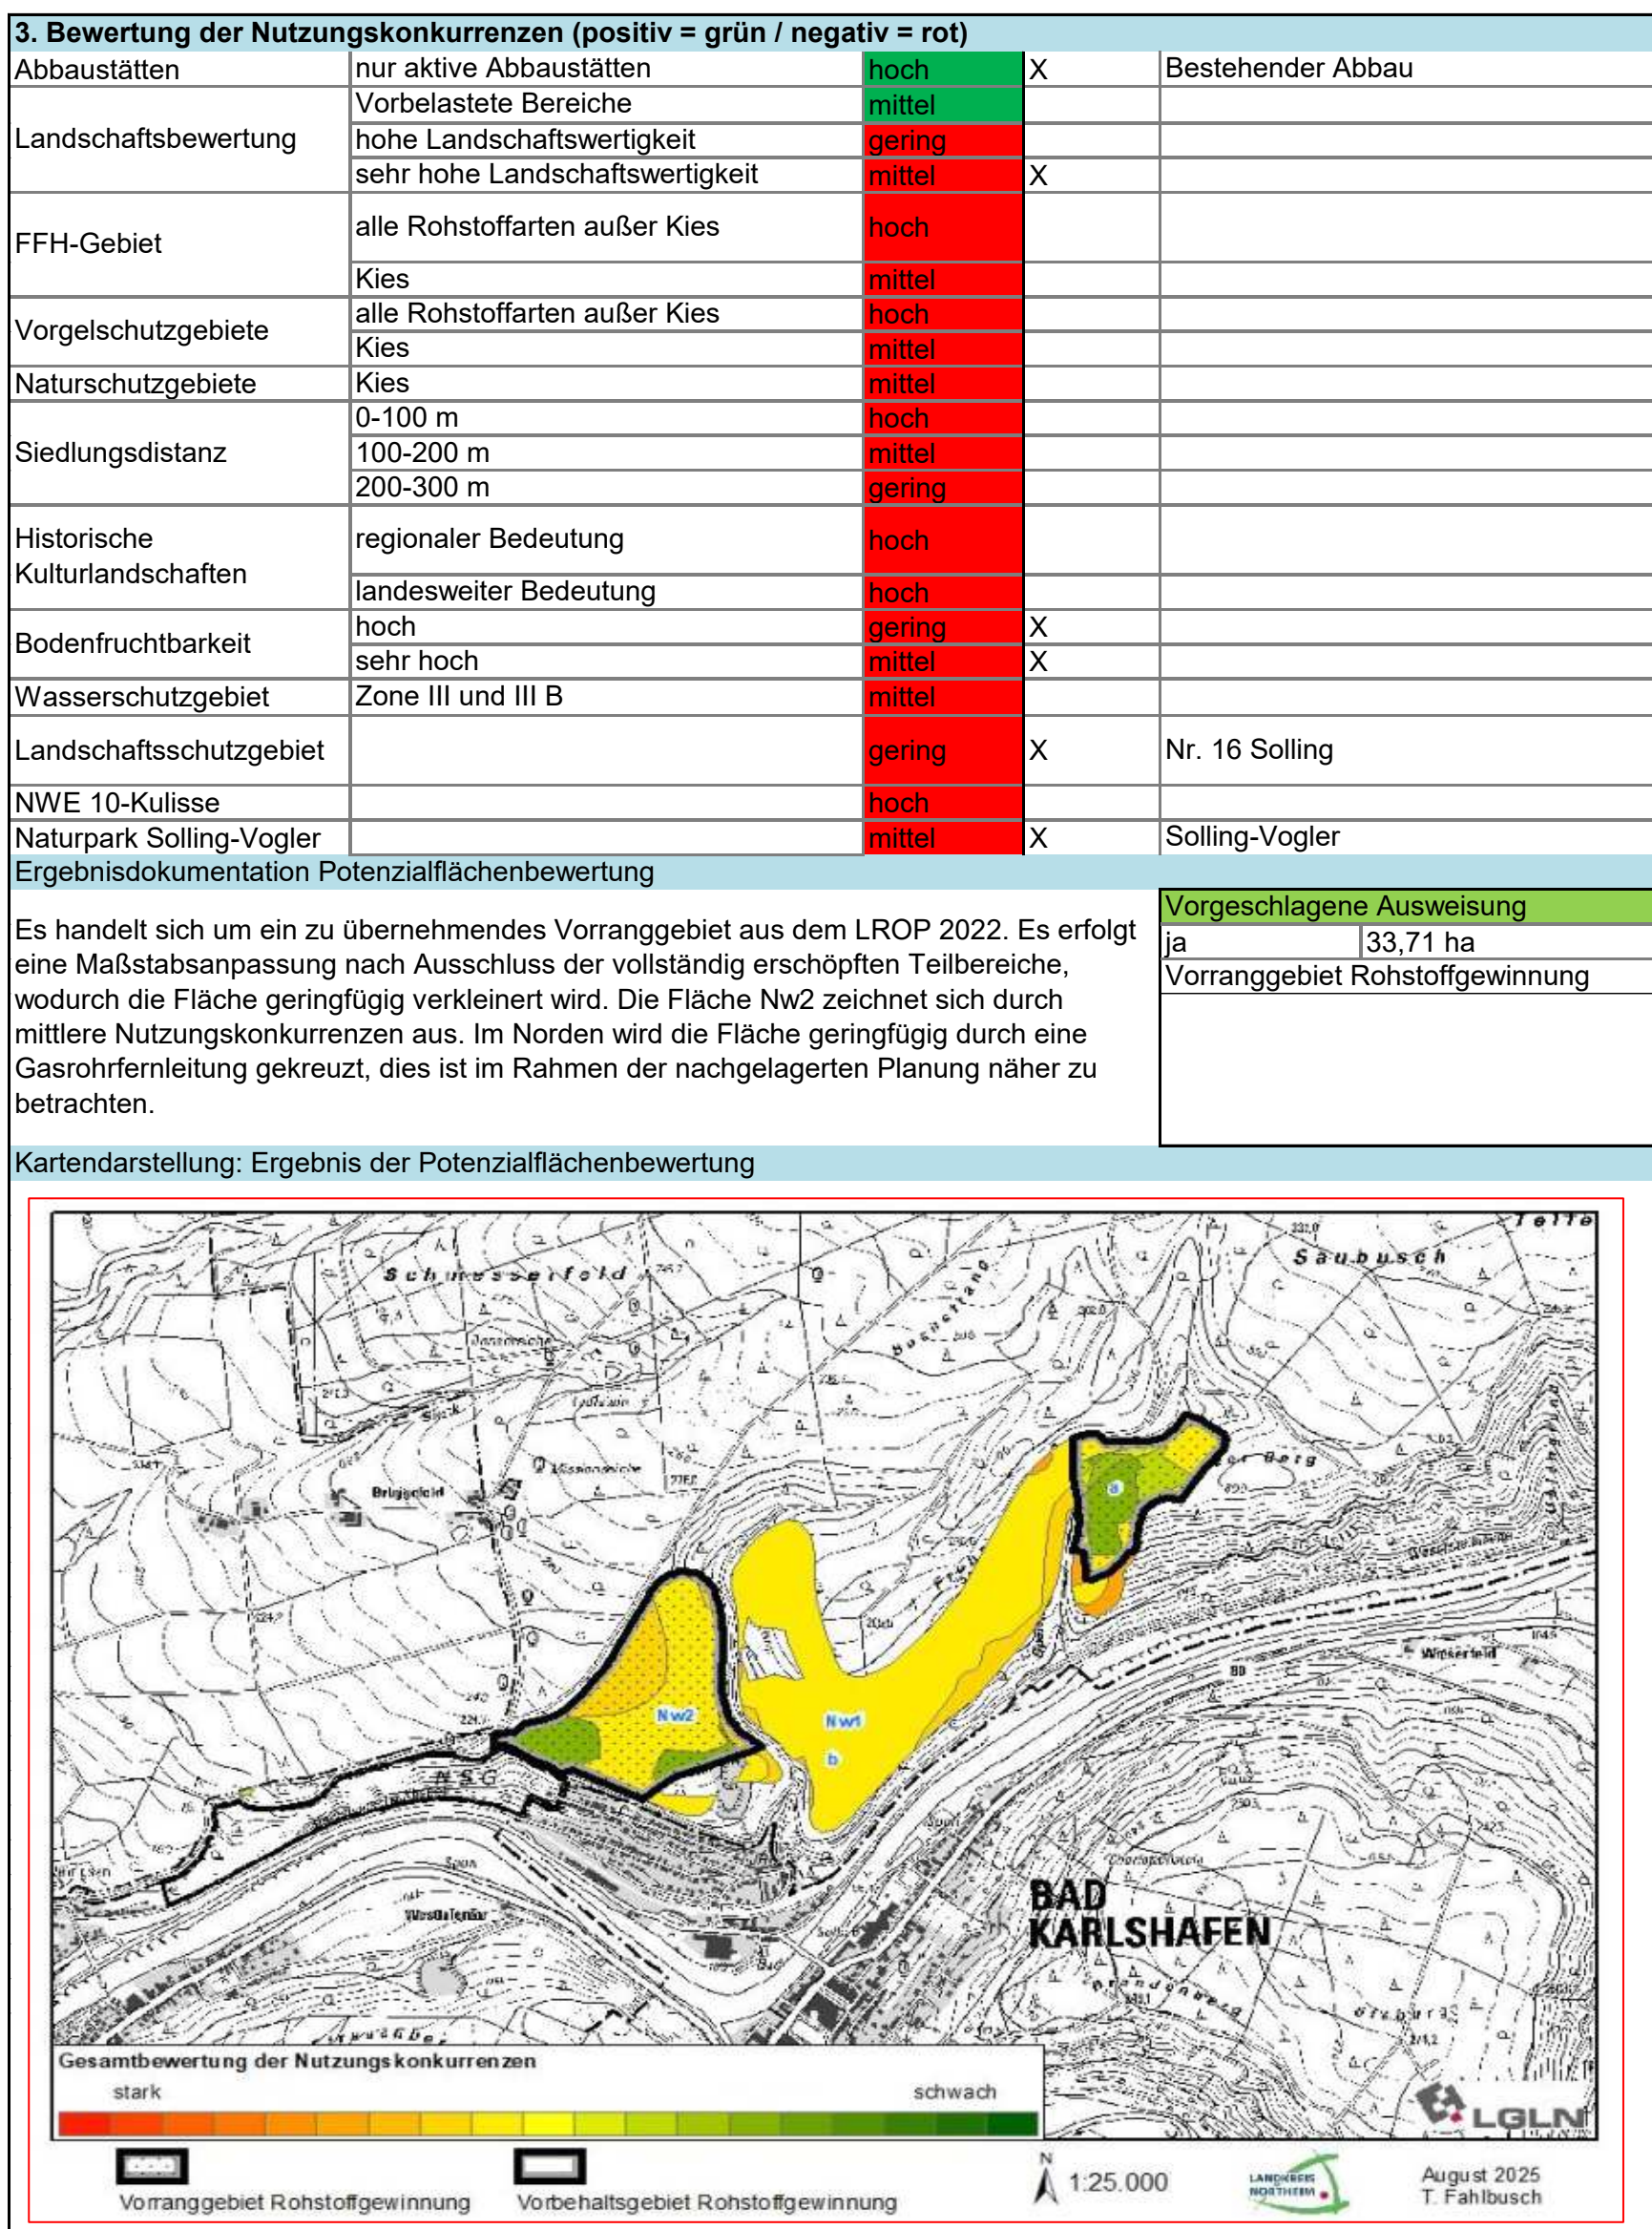 3. Bewertung der Nutzungskonkurrenzen (positiv = grün / negativ = rot)
Abbaustätten nur aktive Abbaustätten hoch X Bestehender Abbau
Landschaftsbewertung Vorbelastete Bereiche mittel
hohe Landschaftswertigkeit gering
sehr hohe Landschaftswertigkeit mittel X
FFH-Gebiet alle Rohstoffarten außer Kies hoch
Kies mittel
Vorgelschutzgebiete alle Rohstoffarten außer Kies hoch
Kies mittel
Naturschutzgebiete Kies mittel
Siedlungsdistanz 0-100 m hoch
100-200 m mittel
200-300 m gering
Historische
Kulturlandschaften regionaler Bedeutung hoch
landesweiter Bedeutung hoch
Bodenfruchtbarkeit hoch gering X
sehr hoch mittel X
Wasserschutzgebiet Zone III und III B mittel
Landschaftsschutzgebiet gering X Nr. 16 Solling
NWE 10-Kulisse hoch
Naturpark Solling-Vogler mittel X Solling-Vogler
Ergebnisdokumentation Potenzialflächenbewertung
Es handelt sich um ein zu übernehmendes Vorranggebiet aus dem LROP 2022. Es erfolgt
eine Maßstabsanpassung nach Ausschluss der vollständig erschöpften Teilbereiche,
wodurch die Fläche geringfügig verkleinert wird. Die Fläche Nw2 zeichnet sich durch
mittlere Nutzungskonkurrenzen aus. Im Norden wird die Fläche geringfügig durch eine
Gasrohrfernleitung gekreuzt, dies ist im Rahmen der nachgelagerten Planung näher zu
betrachten.
Vorgeschlagene Ausweisung
ja 33,71 ha
Vorranggebiet Rohstoffgewinnung
Kartendarstellung: Ergebnis der Potenzialflächenbewertung
Saubusch
Brüggefeld
a
Nw2
Nw1
b
NSG
80
BAD
KARLSHAFEN
Gesamtbewertung der Nutzungskonkurrenzen
stark schwach
LGLN
Vorranggebiet Rohstoffgewinnung
Vorbehaltsgebiet Rohstoffgewinnung
N
1:25.000
LANDKREIS
NORTHEIM
August 2025
T. Fahlbusch